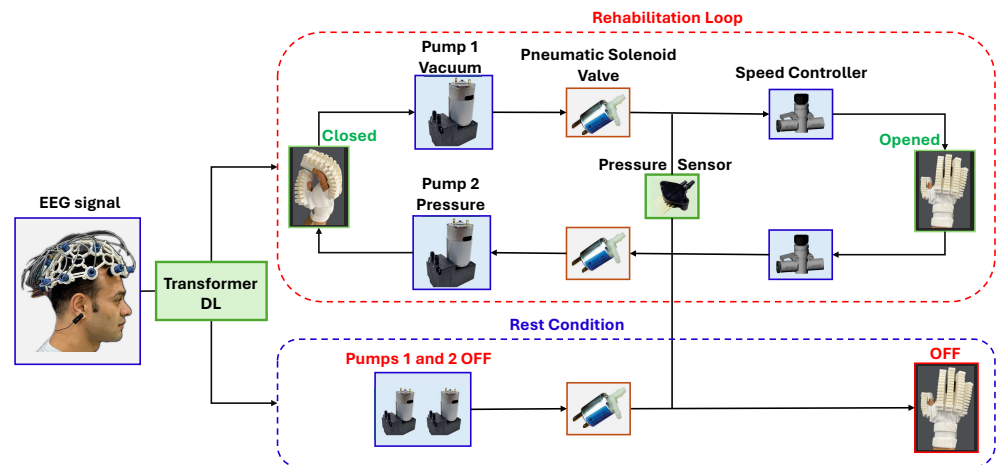 Rehabilitation Loop
Pump 1
Vacuum
Pneumatic Solenoid
Valve
Speed Controller
Closed
Opened
Pressure Sensor
Pump 2
Pressure
EEG signal
Transformer
DL
Rest Condition
Pumps 1 and 2 OFF
OFF